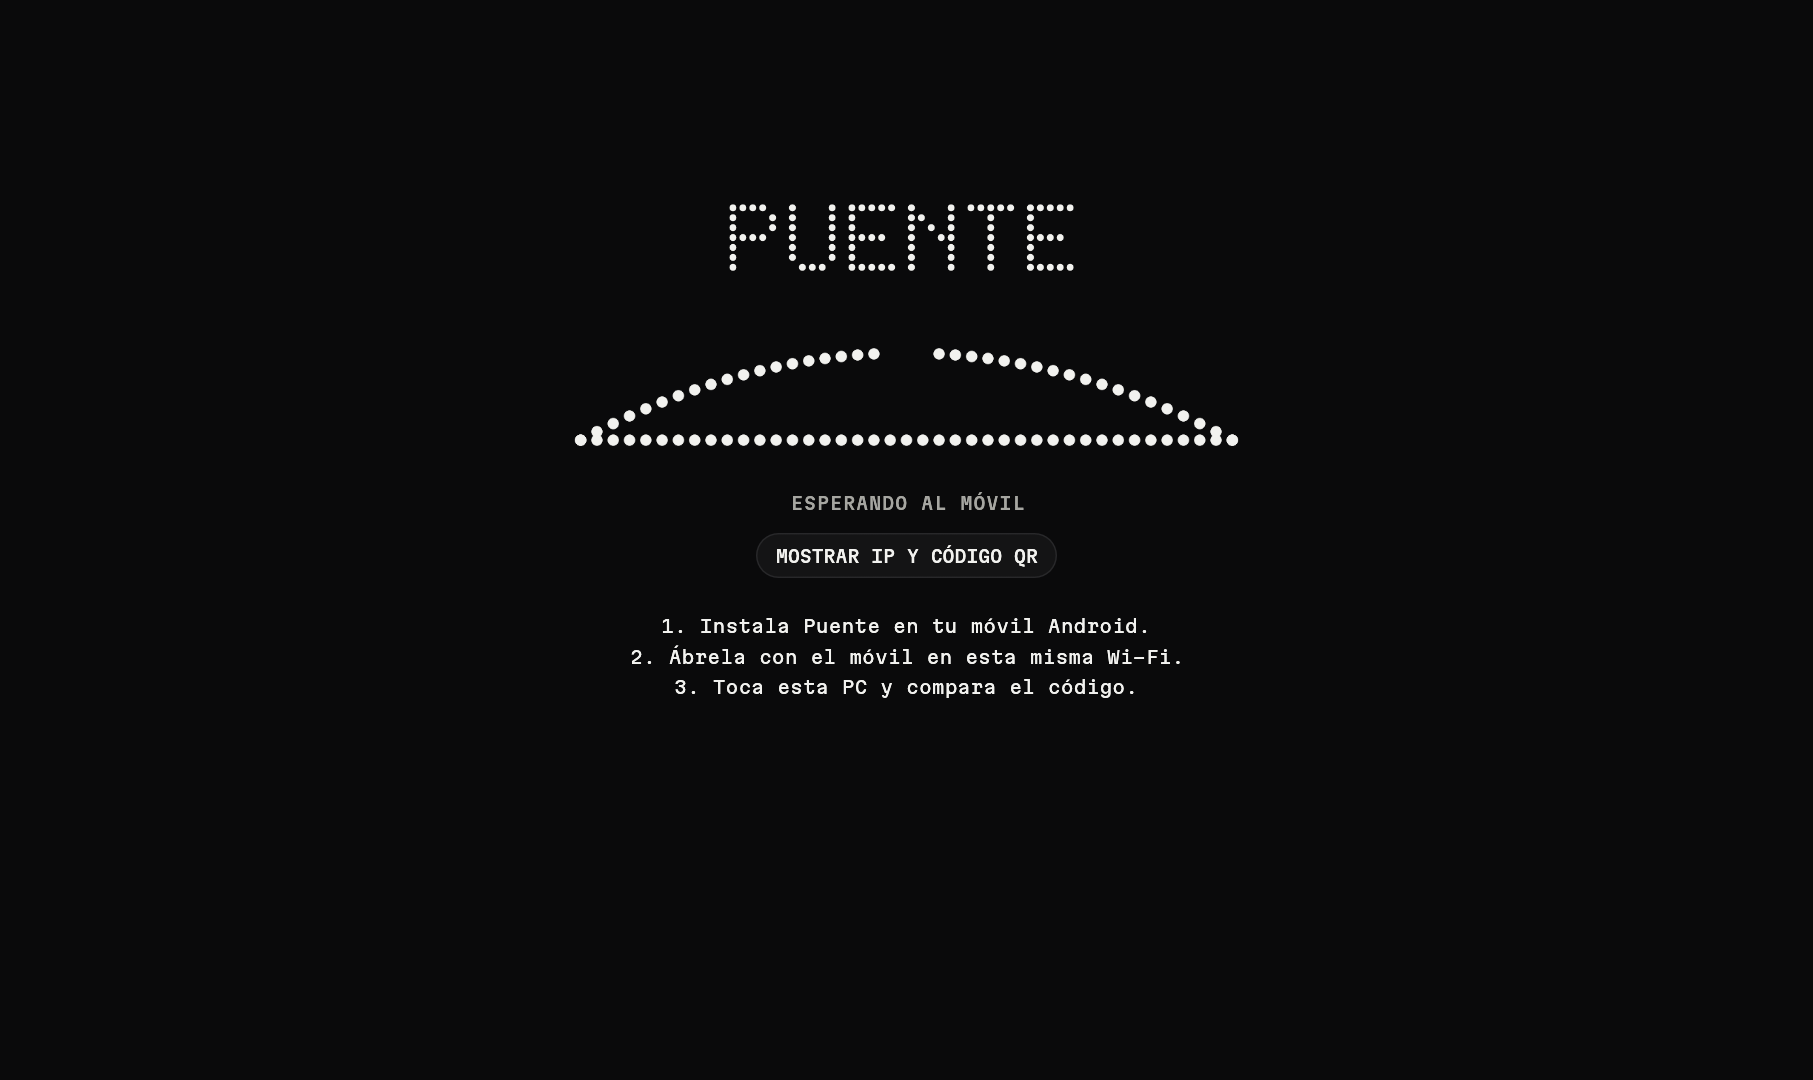 PUENTE
ESPERANDO AL MÓVIL
MOSTRAR IP Y CÓDIGO QR
1. Instala Puente en tu móvil Android.
2. Ábrela con el móvil en esta misma Wi-Fi.
3. Toca esta PC y compara el código.